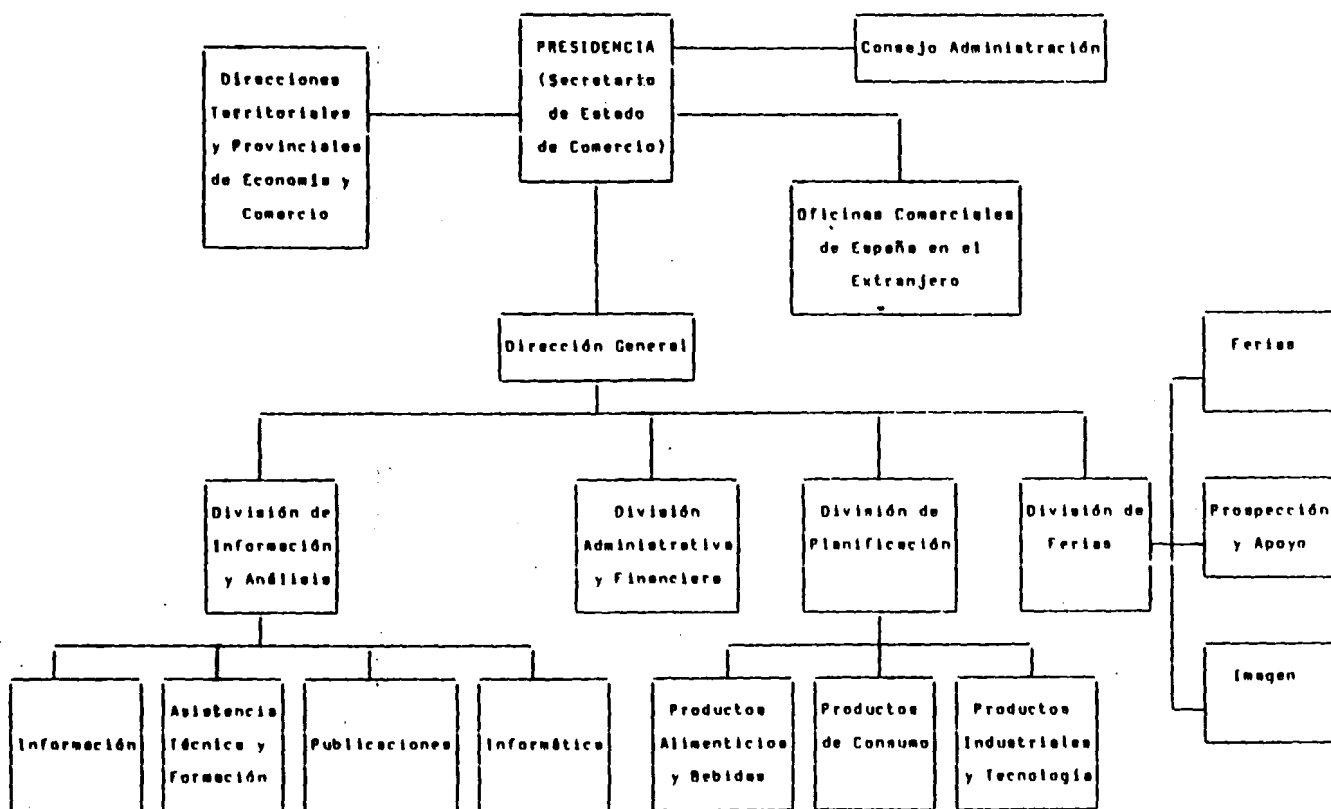 PRESIDENCIA
(Secretario
de Estado
de Comercio)
Consejo Administración
Direcciones
Territoriales
y Provinciales
de Economía y
Comercio
Oficinas Comerciales
de España en el
Extranjero
Dirección General
División de
Información
y Análisis
División
Administrativa
y Financiera
División de
Planificación
División de
Ferias
Ferias
Prospección
y Apoyo
Imagen
Información
Asistencia
Técnica y
Formación
Publicaciones
Informática
Productos
Alimenticios
y Bebidas
Productos
de Consumo
Productos
Industriales
y Tecnología